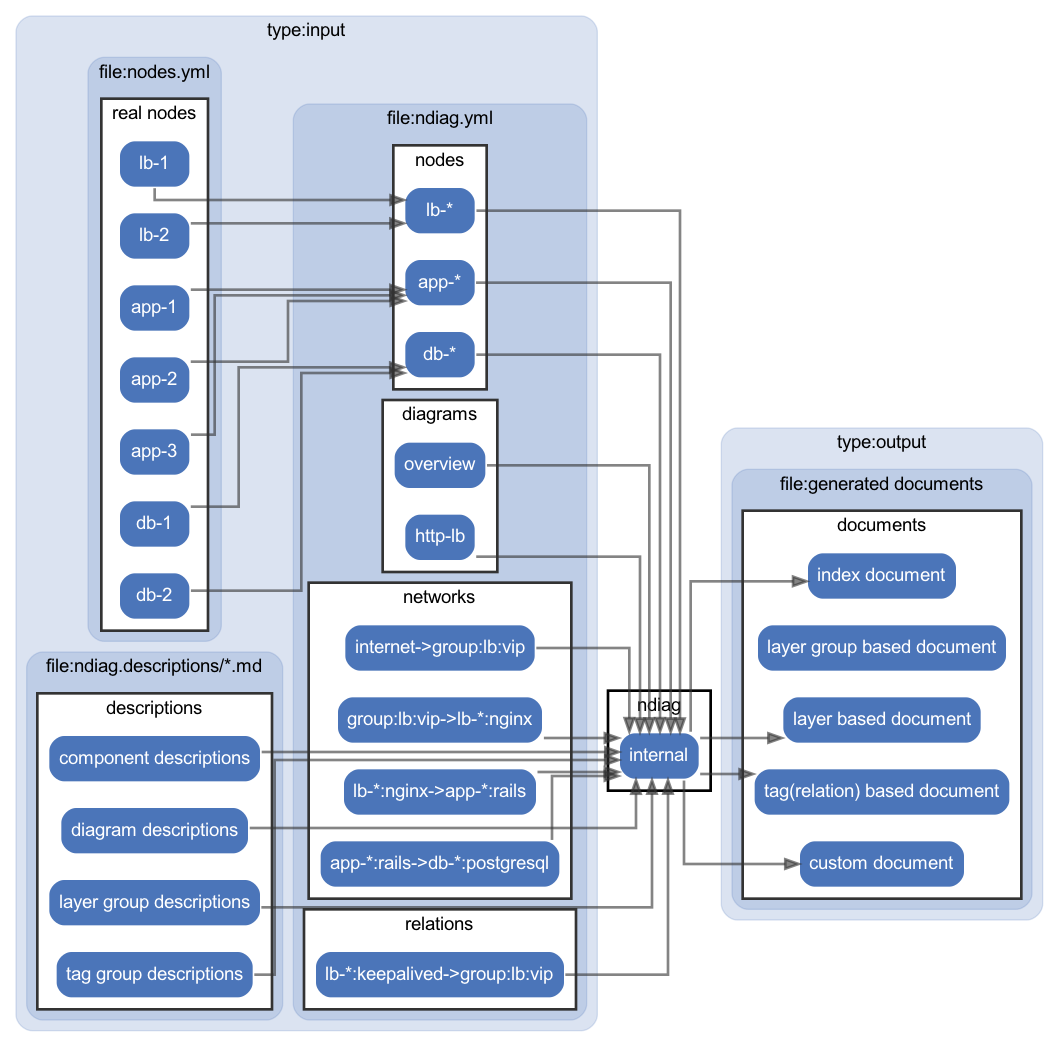 type:input
file:nodes.yml
real nodes
lb-1
lb-2
app-1
app-2
app-3
db-1
db-2
file:ndiag.descriptions/*.md
descriptions
component descriptions
diagram descriptions
layer group descriptions
tag group descriptions
file:ndiag.yml
nodes
lb-*
app-*
db-*
diagrams
overview
http-lb
networks
internet->group:lb:vip
group:lb:vip->lb-*:nginx
lb-*:nginx->app-*:rails
app-*:rails->db-*:postgresql
relations
lb-*:keepalived->group:lb:vip
ndiag
internal
type:output
file:generated documents
documents
index document
layer group based document
layer based document
tag(relation) based document
custom document